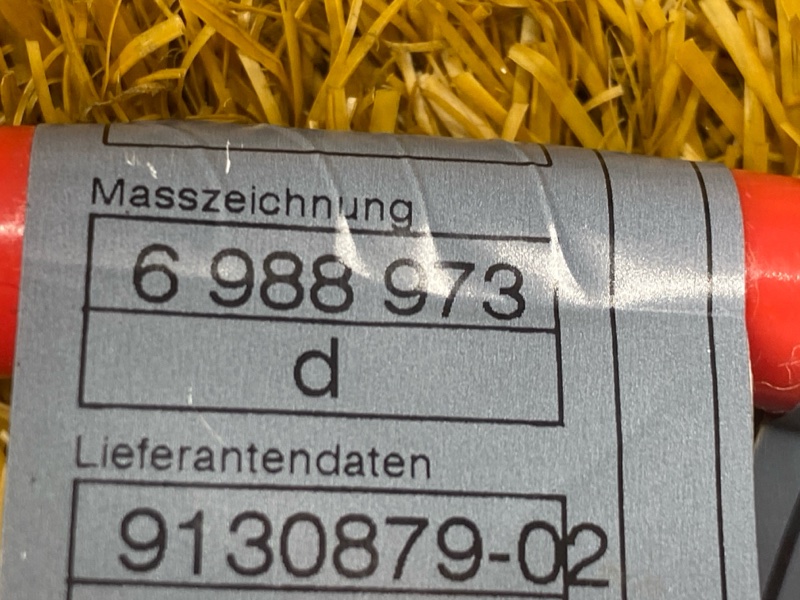 Masszeichnung
6 988 973
d
Lieferantendaten
9130879-02